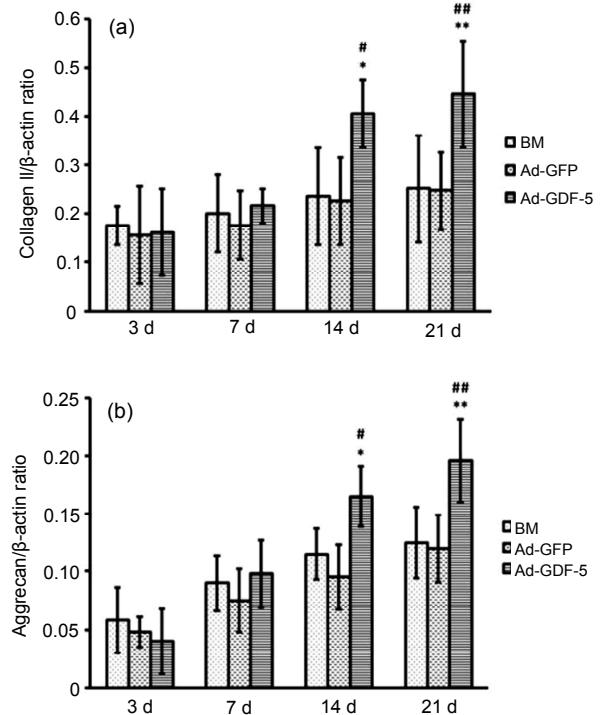 (a)
Collagen II/β-actin ratio
0.6
0.5
0.4
0.3
0.2
0.1
0
#
*
##
**
BM
Ad-GFP
Ad-GDF-5
3 d 7 d 14 d 21 d
(b)
Aggrecan/β-actin ratio
0.25
0.20
0.15
0.10
0.05
0
#
*
##
**
BM
Ad-GFP
Ad-GDF-5
3 d 7 d 14 d 21 d